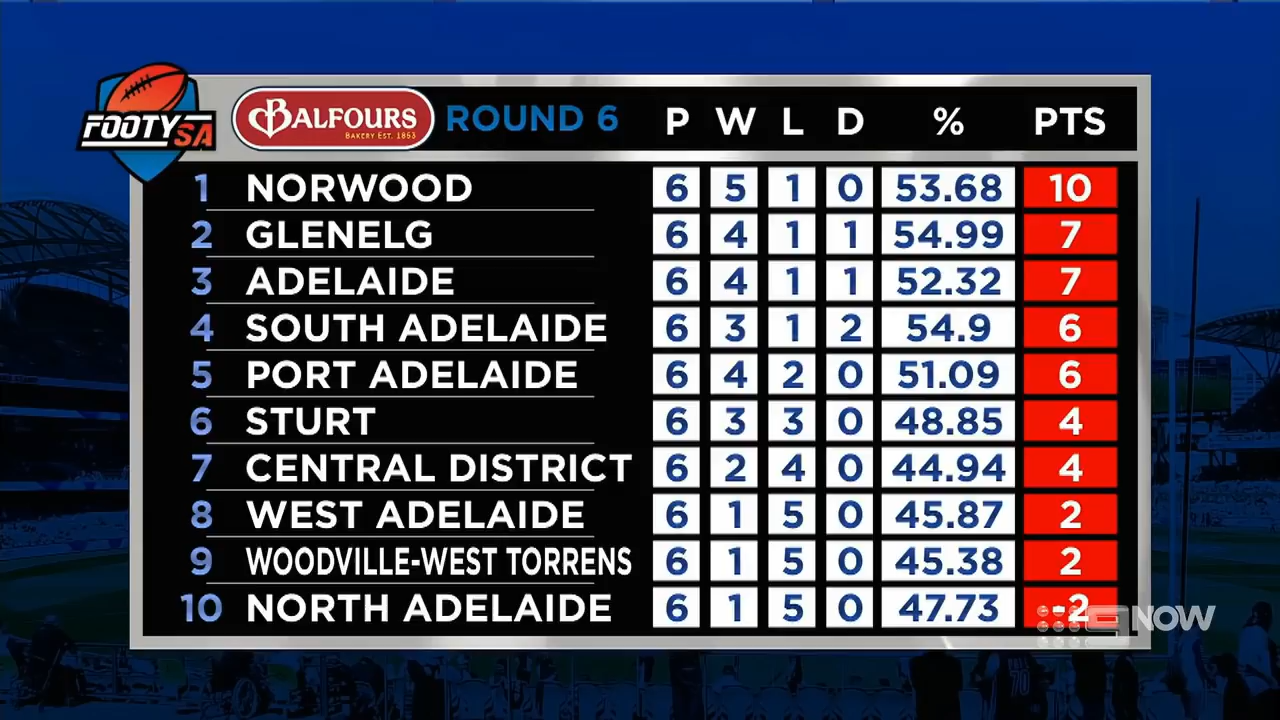 FOOTY SA
BALFOURS
BAKERY EST. 1853
ROUND 6 P W L D % PTS
1 NORWOOD 6 5 1 0 53.68 10
2 GLENELG 6 4 1 1 54.99 7
3 ADELAIDE 6 4 1 1 52.32 7
4 SOUTH ADELAIDE 6 3 1 2 54.9 6
5 PORT ADELAIDE 6 4 2 0 51.09 6
6 STURT 6 3 3 0 48.85 4
7 CENTRAL DISTRICT 6 2 4 0 44.94 4
8 WEST ADELAIDE 6 1 5 0 45.87 2
9 WOODVILLE-WEST TORRENS 6 1 5 0 45.38 2
10 NORTH ADELAIDE 6 1 5 0 47.73 -2
9NOW
70